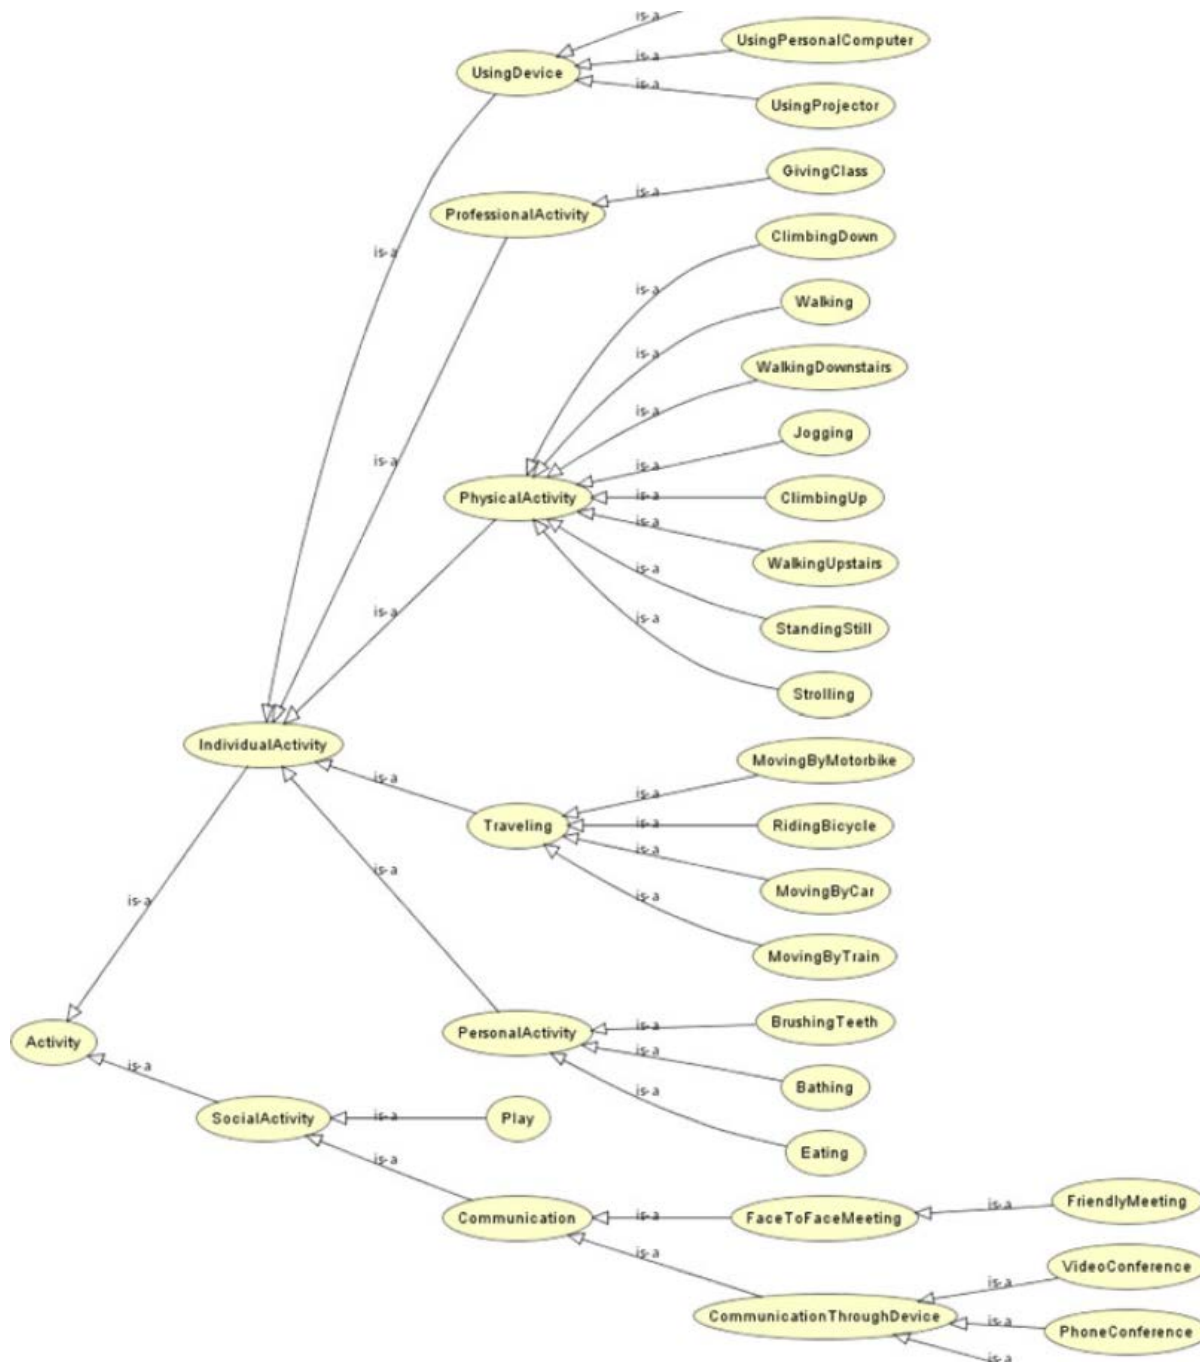 is-a
UsingPersonalComputer
is-a
UsingDevice
is-a
UsingProjector
GivingClass
is-a
ProfessionalActivity
ClimbingDown
is-a
is-a
Walking
is-a
WalkingDownstairs
is-a
Jogging
is-a
is-a
PhysicalActivity
is-a
ClimbingUp
is-a
WalkingUpstairs
is-a
StandingStill
is-a
is-a
Strolling
IndividualActivity
MovingByMotorbike
is-a
is-a
Traveling
is-a
RidingBicycle
is-a
is-a
MovingByCar
is-a
is-a
MovingByTrain
BrushingTeeth
is-a
PersonalActivity
Activity
is-a
is-a
Bathing
is-a
SocialActivity
is-a
Play
Eating
is-a
FriendlyMeeting
is-a
Communication
is-a
FaceToFaceMeeting
is-a
VideoConference
is-a
CommunicationThroughDevice
is-a
PhoneConference
is-a